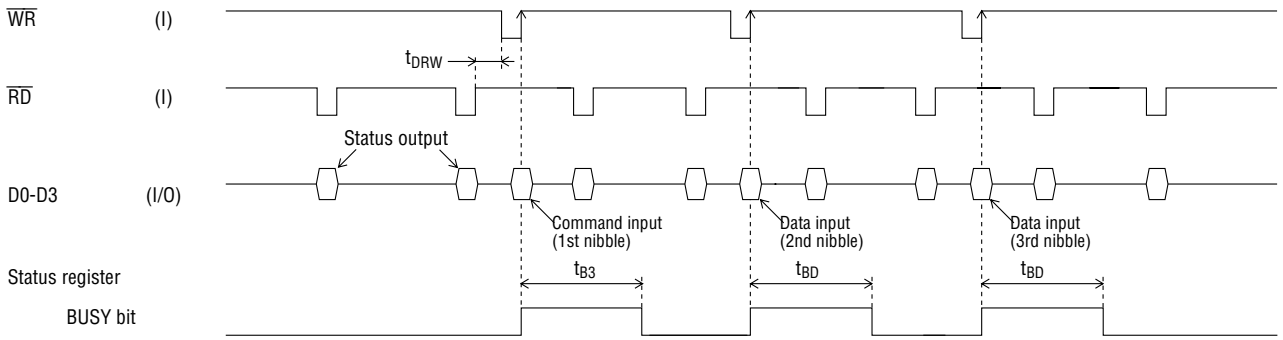 WR (I)
tDRW
RD (I)
Status output
D0-D3 (I/O)
Command input
(1st nibble)
Data input
(2nd nibble)
Data input
(3rd nibble)
Status register
tB3
tBD
tBD
BUSY bit